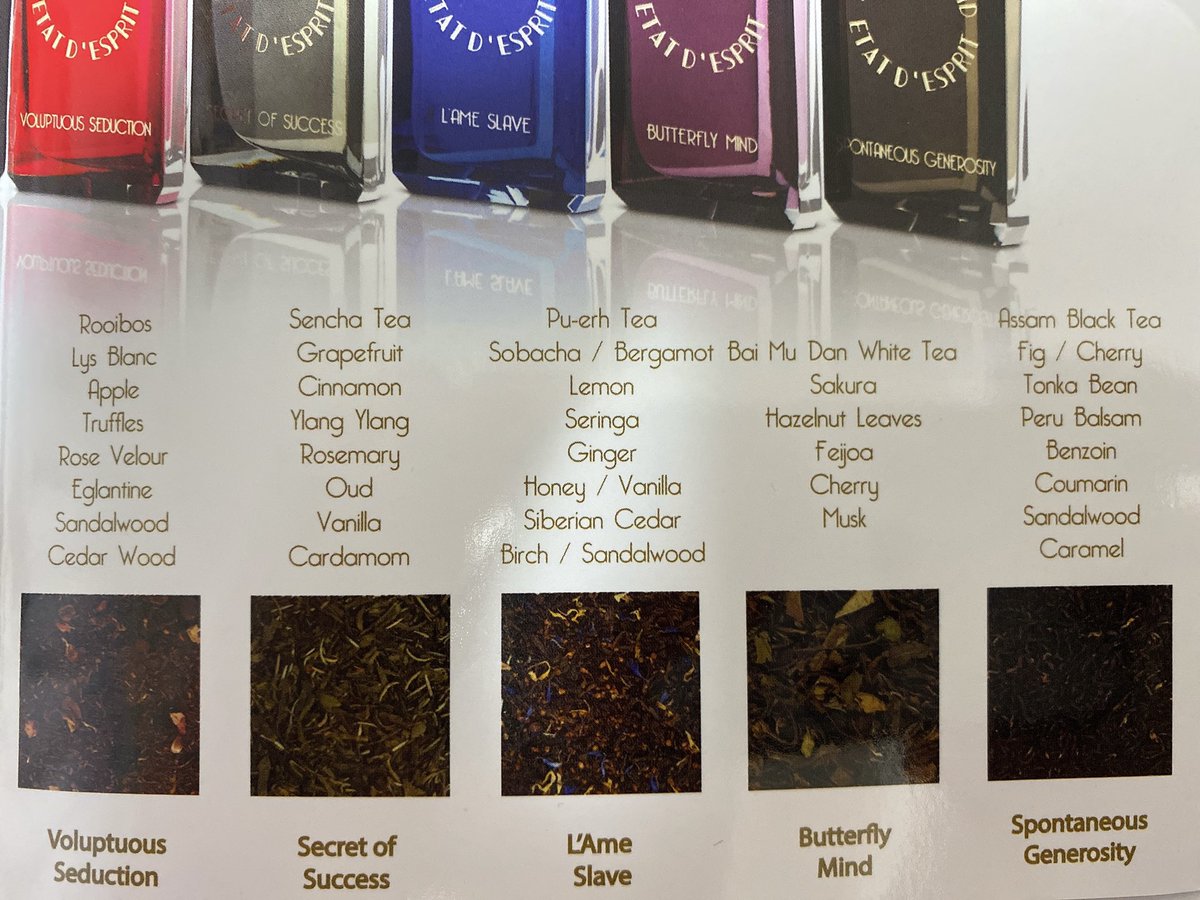 ETAT D'ESPRIT
VOLUPTUOUS SEDUCTION
ETAT D'ESPRIT
OF SUCCESS
ETAT D'ESPRIT
L'AME SLAVE
ETAT D'ESPRIT
BUTTERFLY MIND
ETAT D'ESPRIT
PONTANEOUS GENEROSITY
Rooibos
Lys Blanc
Apple
Truffles
Rose Velour
Eglantine
Sandalwood
Cedar Wood
Sencha Tea
Grapefruit
Cinnamon
Ylang Ylang
Rosemary
Oud
Vanilla
Cardamom
Pu-erh Tea
Sobacha / Bergamot
Lemon
Seringa
Ginger
Honey / Vanilla
Siberian Cedar
Birch / Sandalwood
Bai Mu Dan White Tea
Sakura
Hazelnut Leaves
Feijoa
Cherry
Musk
Assam Black Tea
Fig / Cherry
Tonka Bean
Peru Balsam
Benzoin
Coumarin
Sandalwood
Caramel
Voluptuous
Seduction
Secret of
Success
L'Ame
Slave
Butterfly
Mind
Spontaneous
Generosity